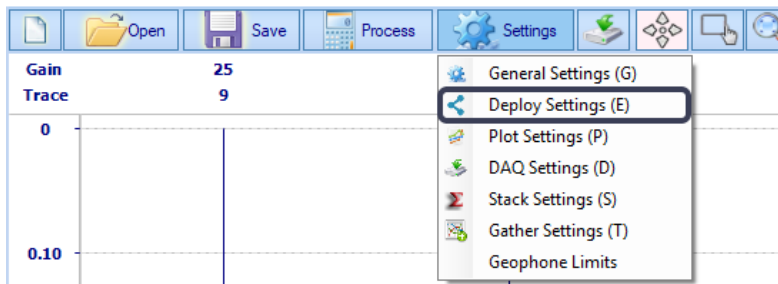 Open Save Process Settings
Gain 25
General Settings (G)
Trace 9
Deploy Settings (E)
0
Plot Settings (P)
DAQ Settings (D)
Stack Settings (S)
Gather Settings (T)
0.10
Geophone Limits